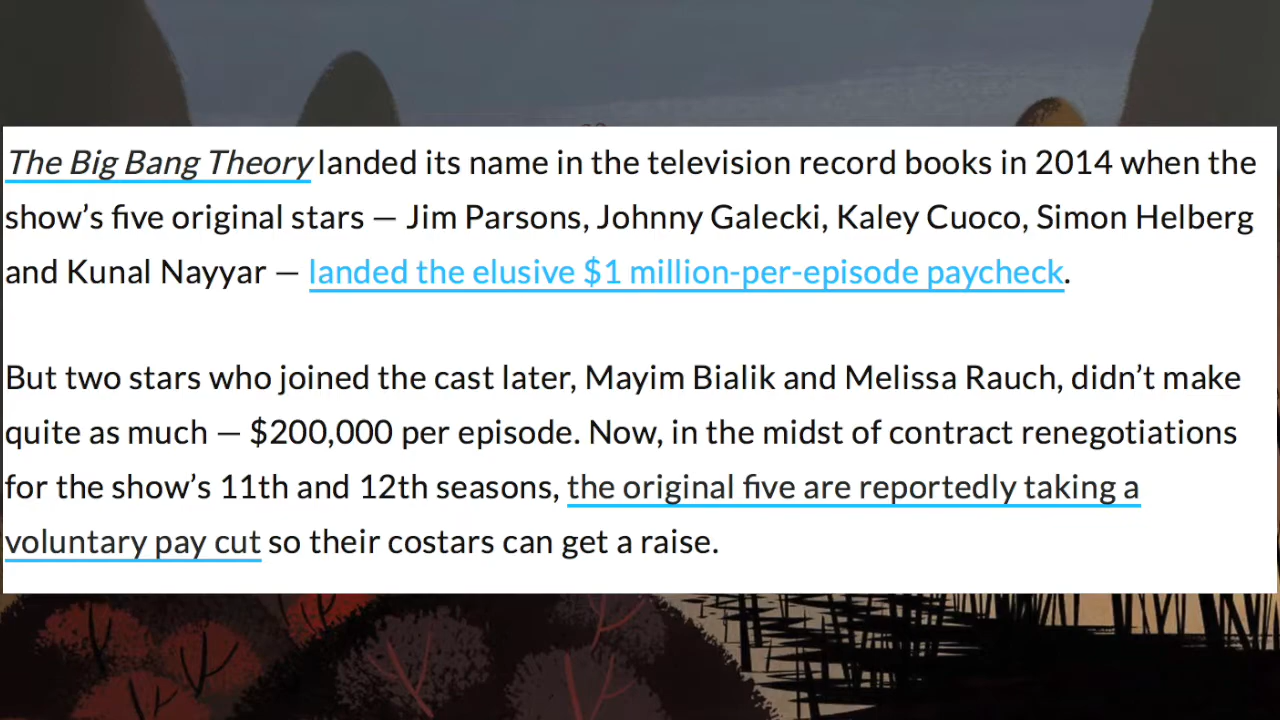 The Big Bang Theory landed its name in the television record books in 2014 when the
show’s five original stars — Jim Parsons, Johnny Galecki, Kaley Cuoco, Simon Helberg
and Kunal Nayyar — landed the elusive $1 million-per-episode paycheck.
But two stars who joined the cast later, Mayim Bialik and Melissa Rauch, didn’t make
quite as much — $200,000 per episode. Now, in the midst of contract renegotiations
for the show’s 11th and 12th seasons, the original five are reportedly taking a
voluntary pay cut so their costars can get a raise.